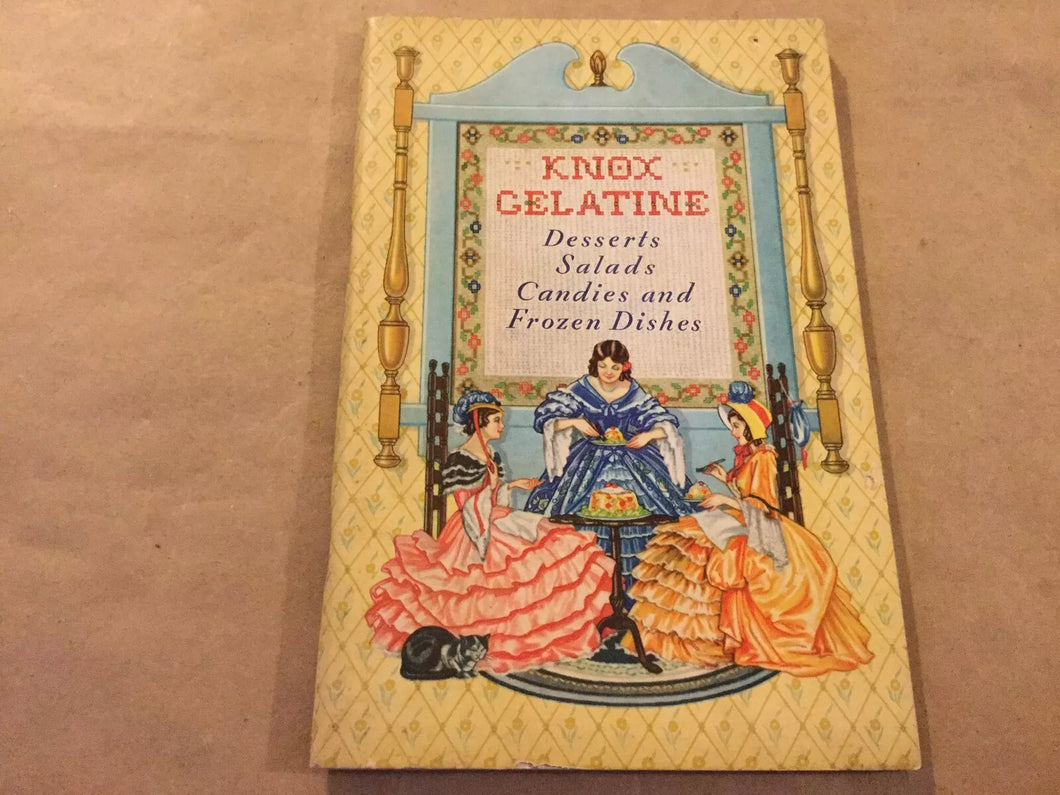 KNOX
GELATINE
Desserts
Salads
Candies and
Frozen Dishes